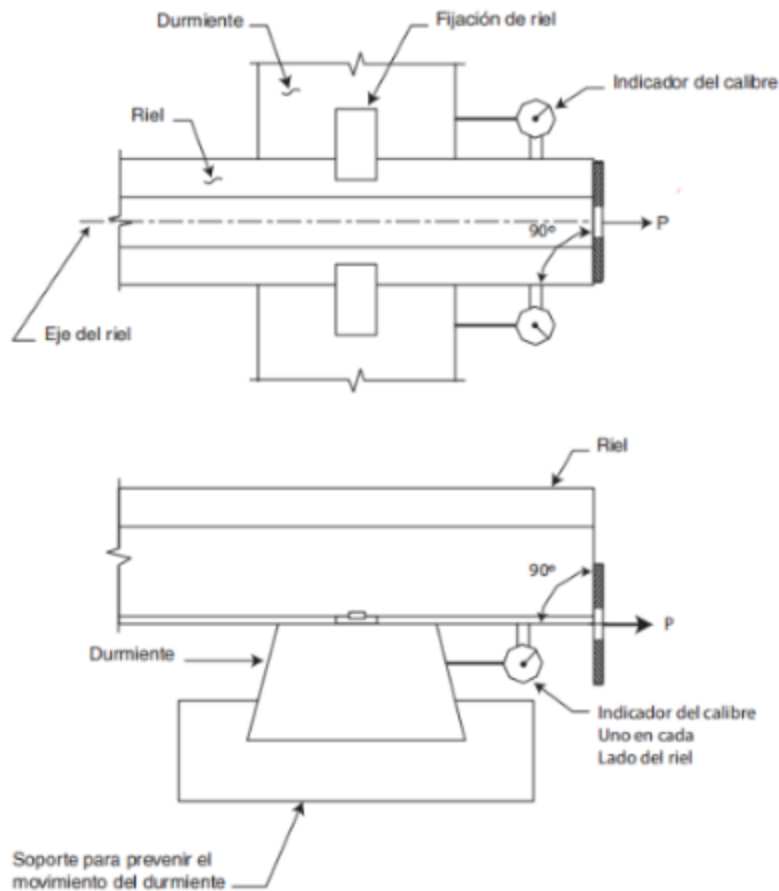 Durmiente
Fijación de riel
Indicador del calibre
Riel
P
90º
Eje del riel
Riel
90º
P
Durmiente
Indicador del calibre
Uno en cada
Lado del riel
Soporte para prevenir el
movimiento del durmiente